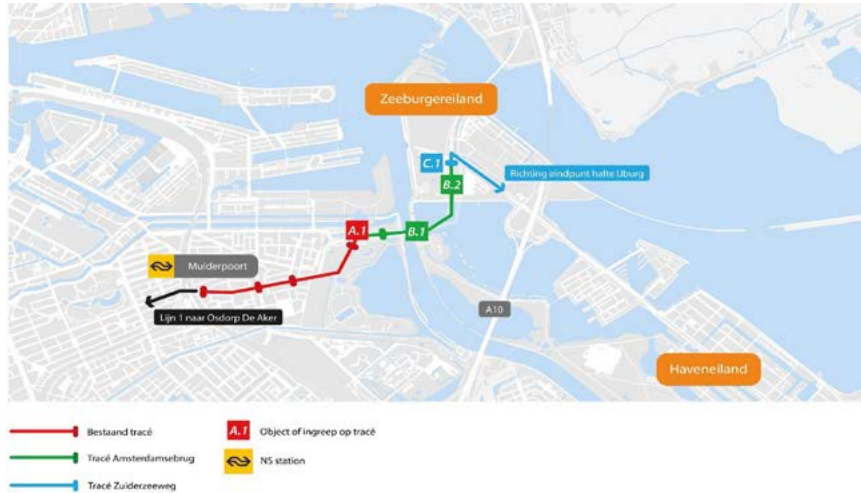 Zeeburgereiland
C.1
Richting eindpunt halte IJburg
B.2
A.1
B.1
Muiderpoort
A10
Lijn 1 naar Osdorp De Aker
Haveneiland
Bestaand tracé
A.1 Object of ingreep op tracé
Tracé Amsterdamsebrug
NS station
Tracé Zuiderzeeweg